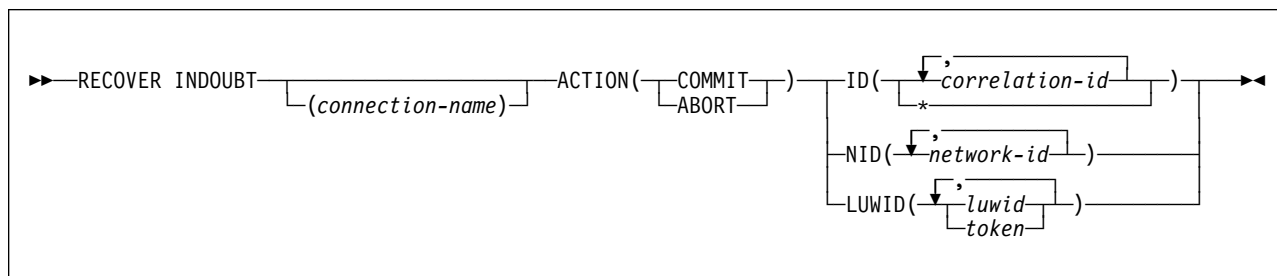 ,
RECOVER INDOUBT ACTION( COMMIT ) ID( correlation-id )
(connection-name) ABORT *
,
NID( network-id )
,
LUWID( luwid )
token